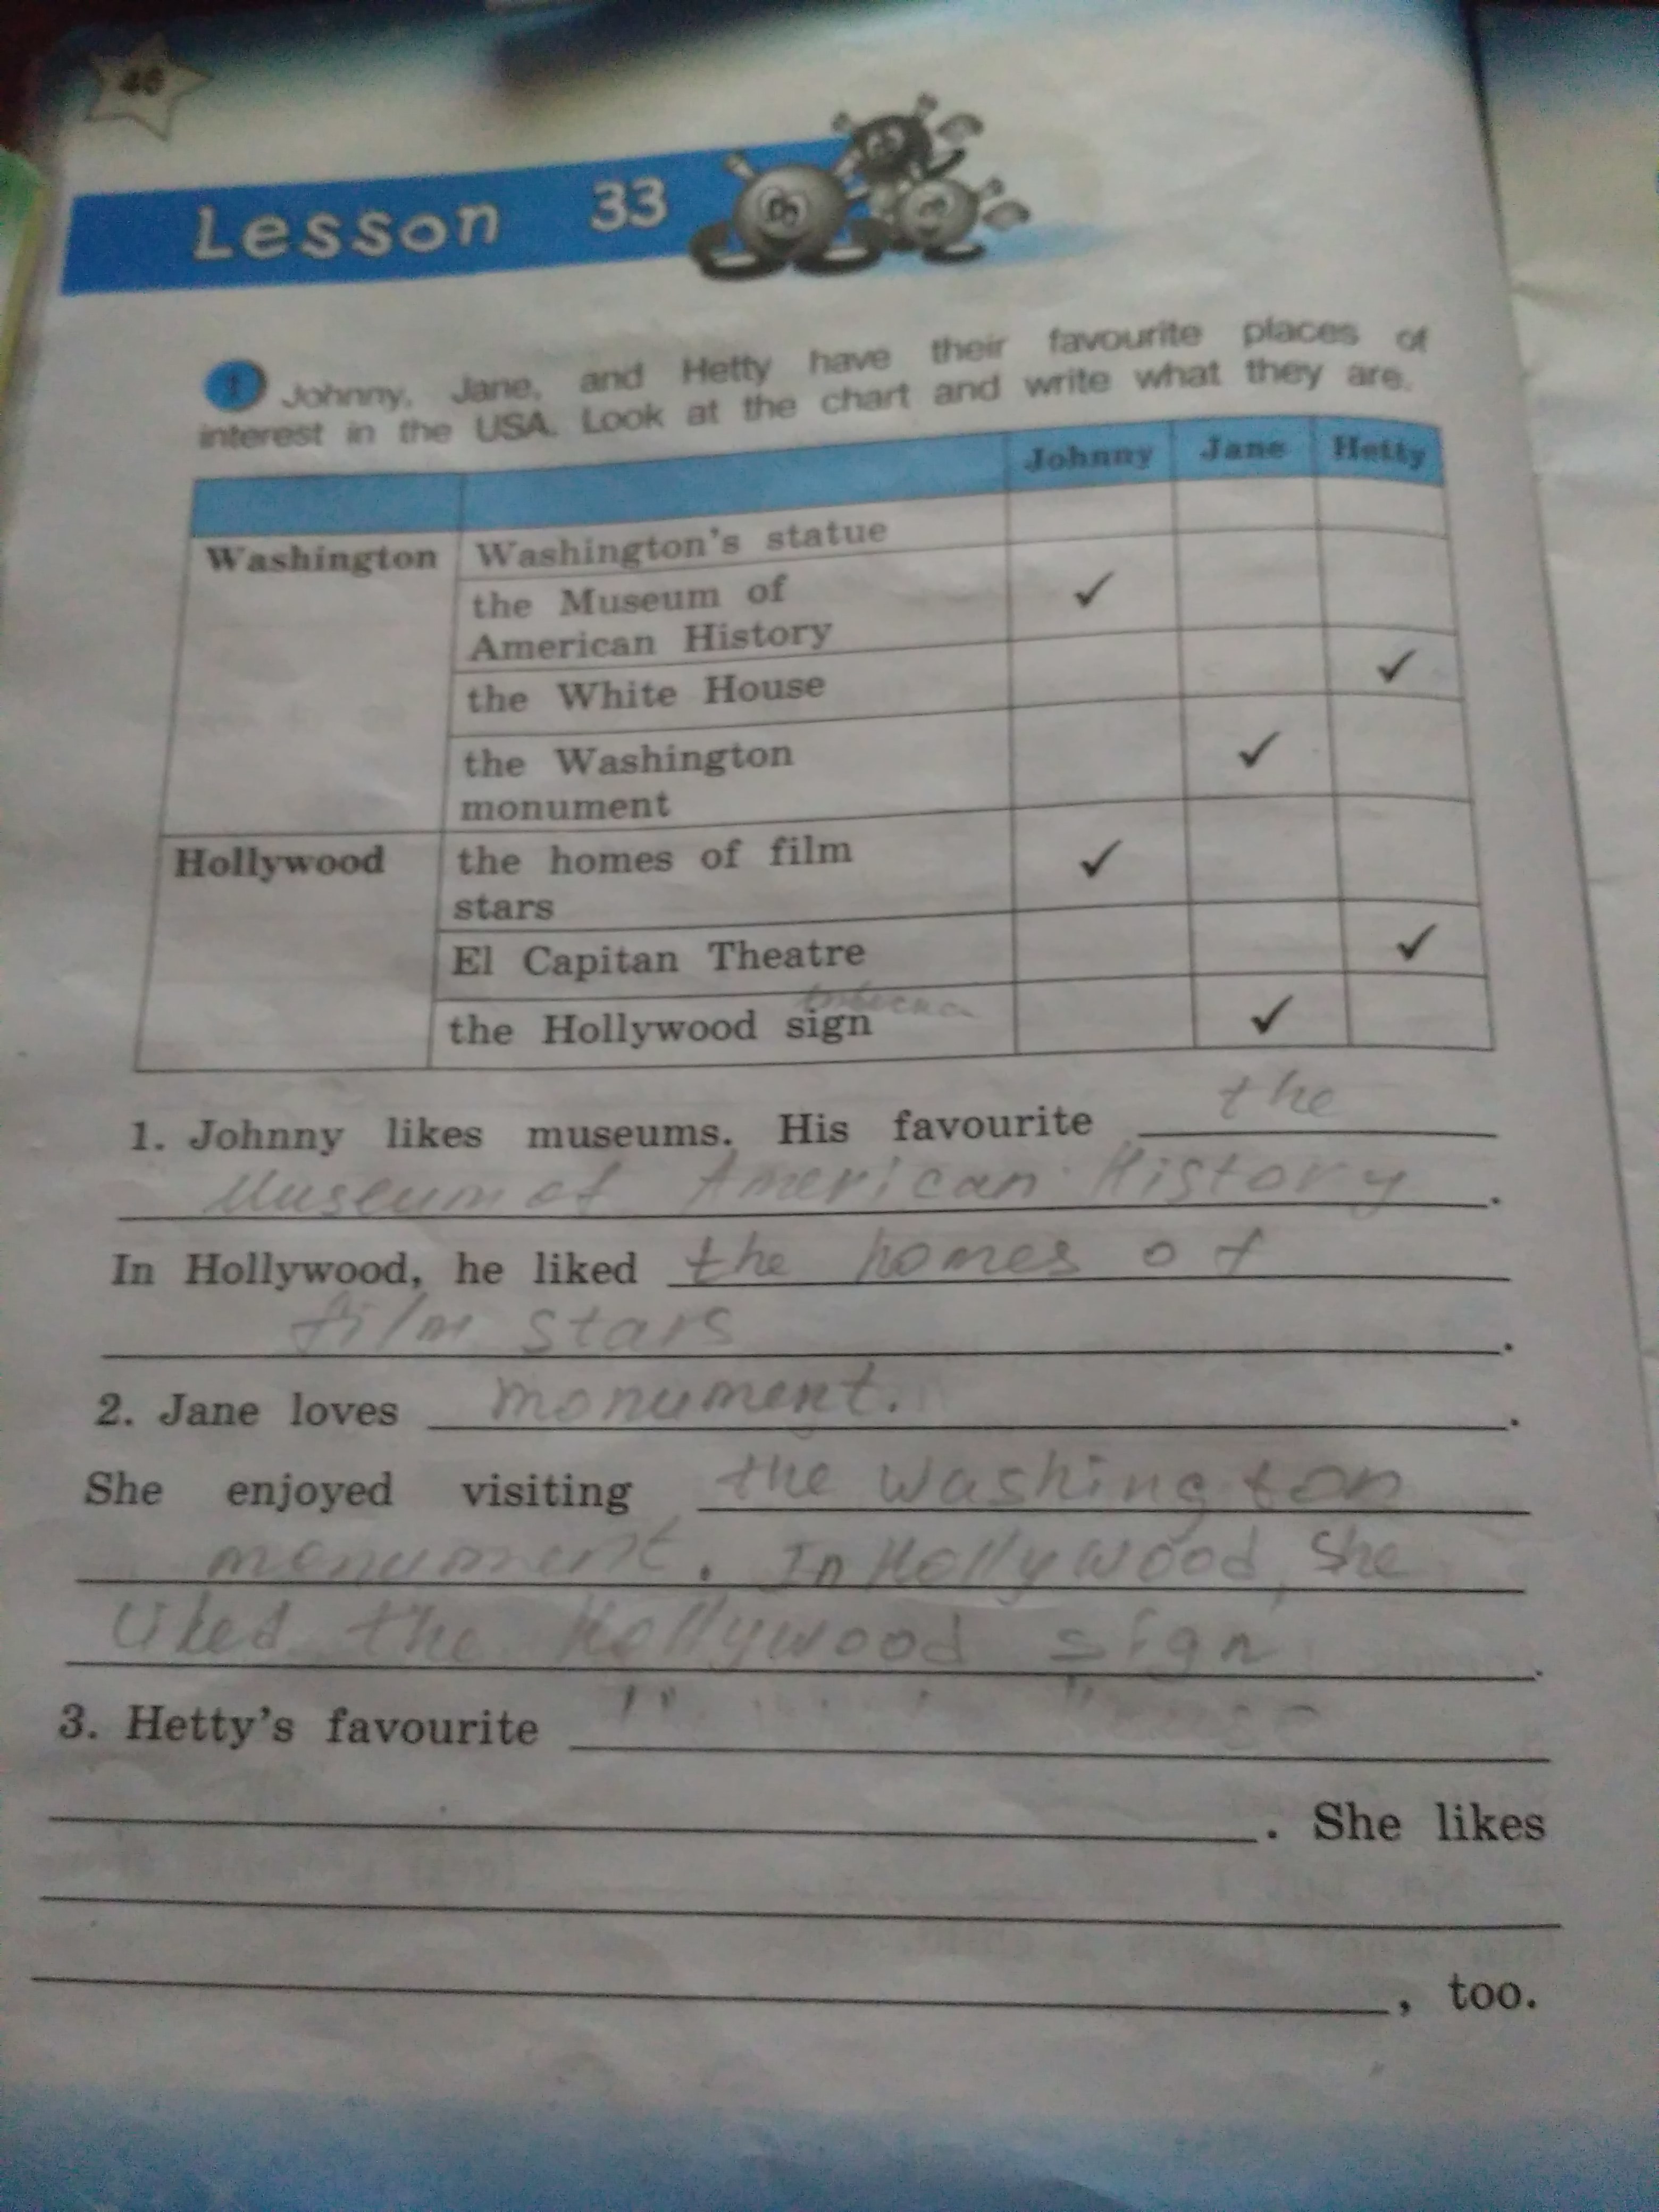 46
Lesson 33
1 Johnny, Jane, and Hetty have their favourite places of
interest in the USA. Look at the chart and write what they are.
Johnny Jane Hetty
Washington Washington's statue
the Museum of ✓
American History
the White House ✓
the Washington ✓
monument
Hollywood the homes of film ✓
stars
El Capitan Theatre ✓
the Hollywood sign ✓
1. Johnny likes museums. His favourite the
Museum of American History.
In Hollywood, he liked the homes of
film stars.
2. Jane loves monument..
She enjoyed visiting the Washington
monument. In Hollywood, she
liked the Hollywood sign.
3. Hetty's favourite
. She likes
, too.